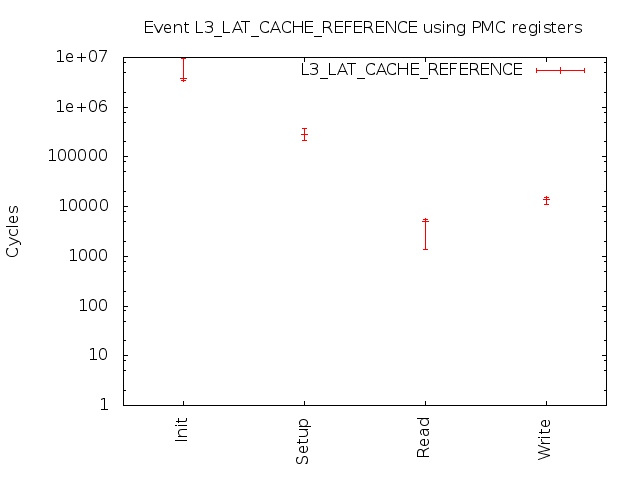 Event L3_LAT_CACHE_REFERENCE using PMC registers
L3_LAT_CACHE_REFERENCE
1e+07
1e+06
100000
10000
1000
100
10
1
Cycles
Init
Setup
Read
Write